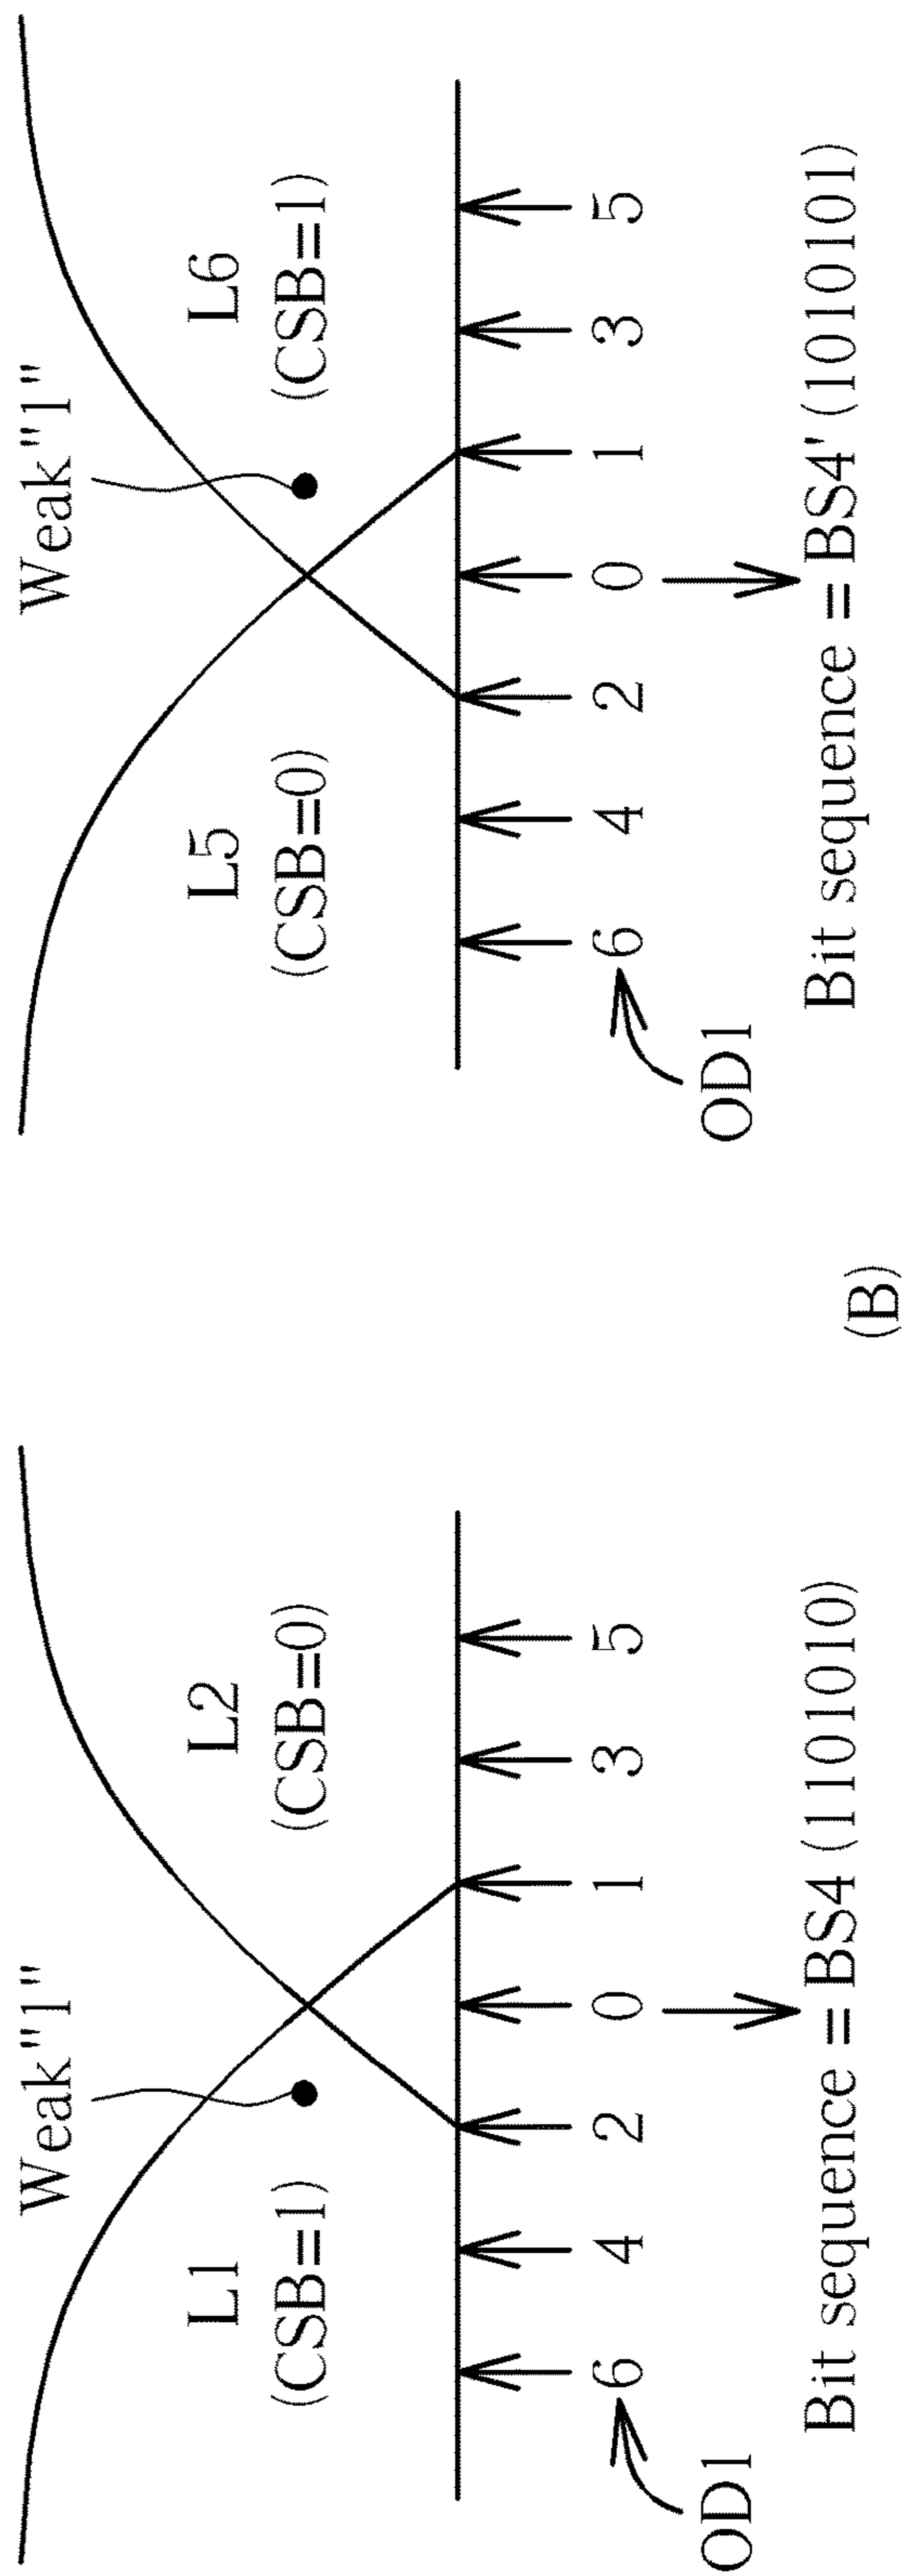 Weak "1"
L1
(CSB=1)
L2
(CSB=0)
6 4 2 0 1 3 5
OD1
Bit sequence = BS4 (1101010)
Weak "1"
L5
(CSB=0)
L6
(CSB=1)
6 4 2 0 1 3 5
OD1
Bit sequence = BS4' (1010101)
(B)